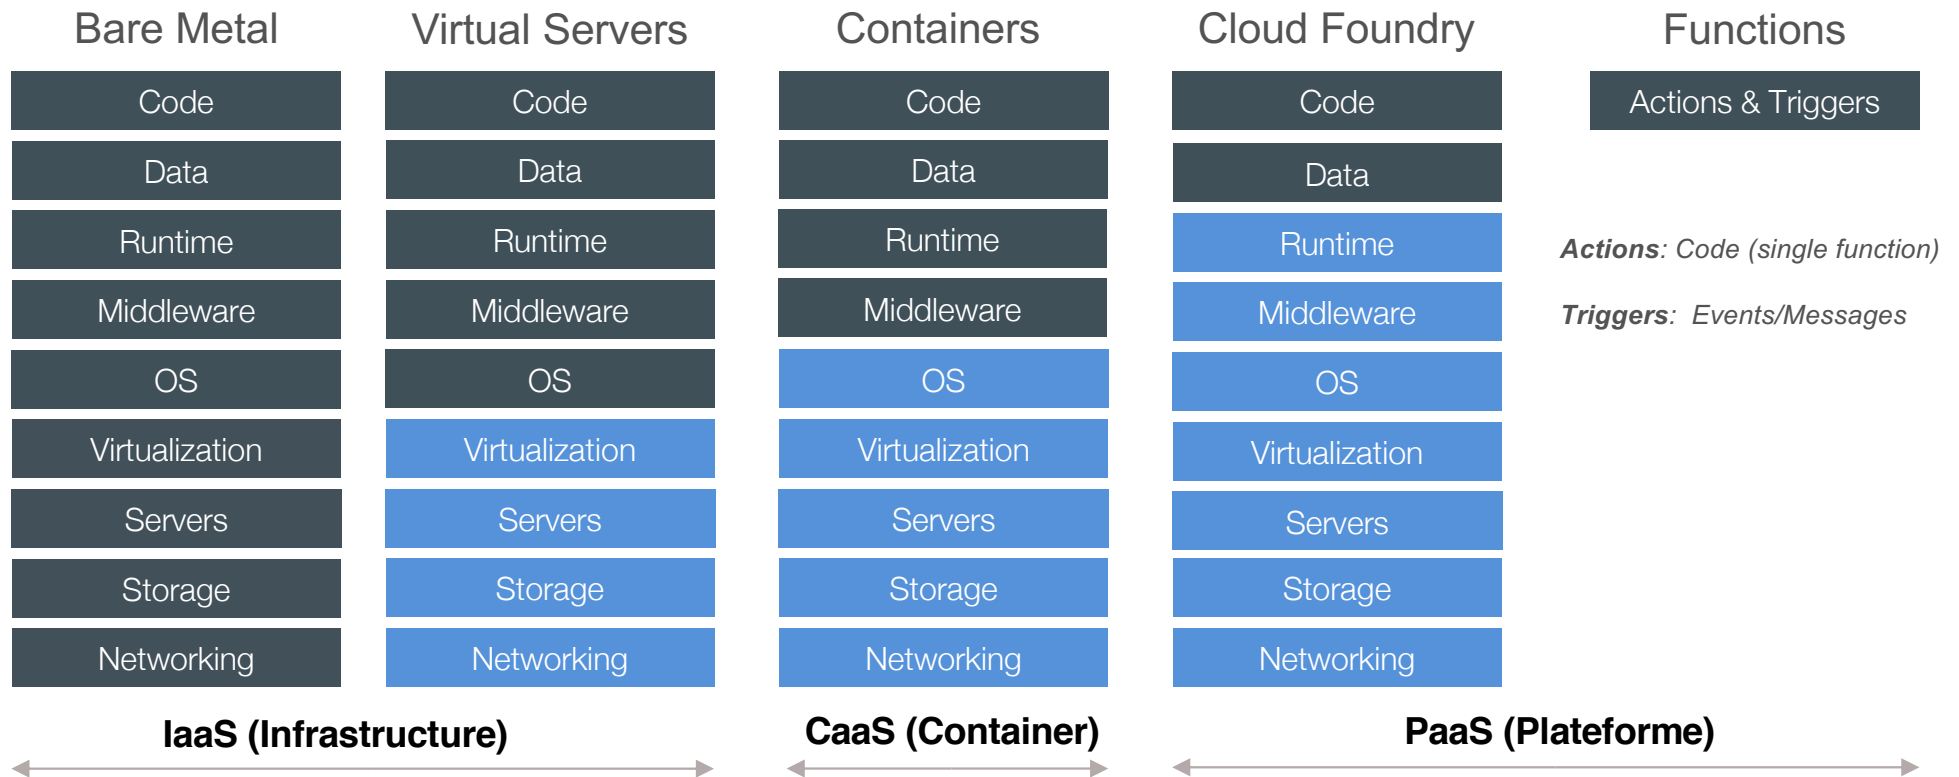 Bare Metal
Virtual Servers
Containers
Cloud Foundry
Functions
Code
Data
Runtime
Middleware
OS
Virtualization
Servers
Storage
Networking
Code
Data
Runtime
Middleware
OS
Virtualization
Servers
Storage
Networking
Code
Data
Runtime
Middleware
OS
Virtualization
Servers
Storage
Networking
Code
Data
Runtime
Middleware
OS
Virtualization
Servers
Storage
Networking
Actions & Triggers
Actions: Code (single function)
Triggers: Events/Messages
IaaS (Infrastructure)
CaaS (Container)
PaaS (Plateforme)